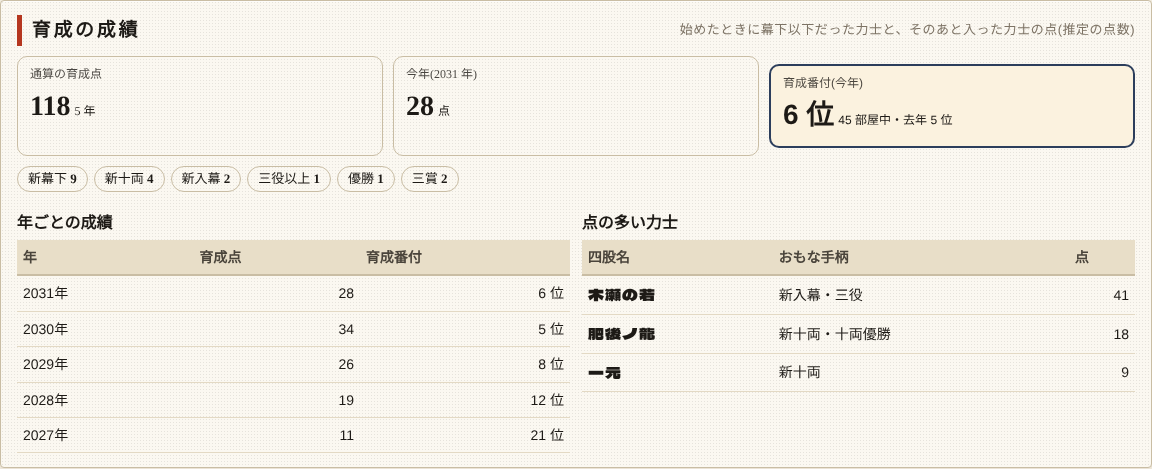 育成の成績
始めたときに幕下以下だった力士と、そのあと入った力士の点(推定の点数)
通算の育成点
118 5 年
今年(2031 年)
28 点
育成番付(今年)
6 位 45 部屋中・去年 5 位
新幕下 9 新十両 4 新入幕 2 三役以上 1 優勝 1 三賞 2
年ごとの成績
年 育成点 育成番付
2031年 28 6 位
2030年 34 5 位
2029年 26 8 位
2028年 19 12 位
2027年 11 21 位
点の多い力士
四股名 おもな手柄 点
木瀬の若 新入幕・三役 41
肥後ノ龍 新十両・十両優勝 18
一元 新十両 9